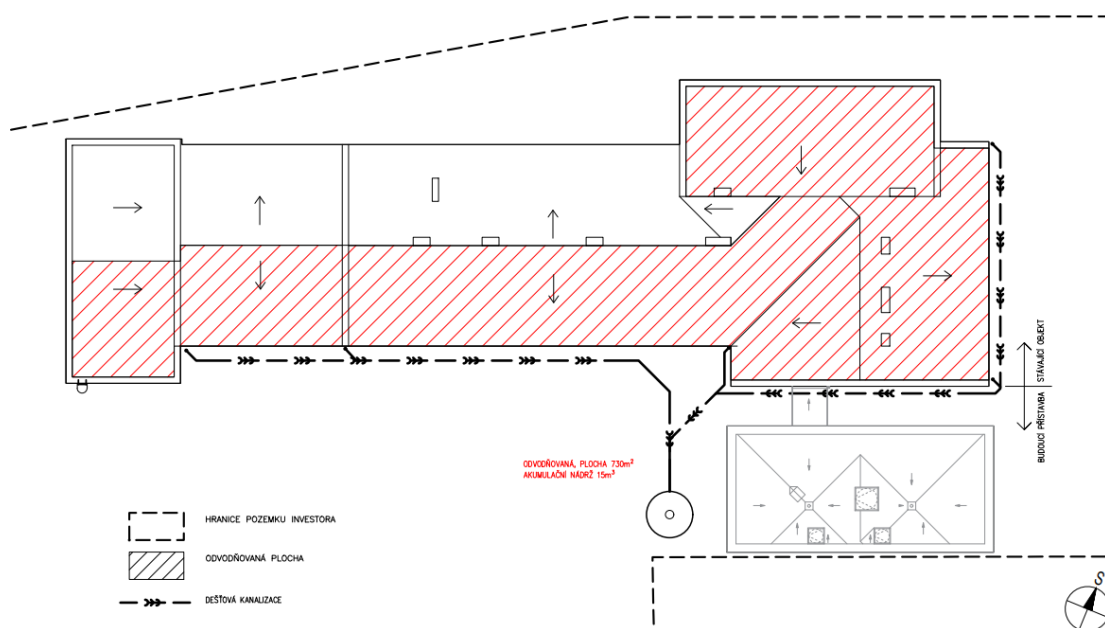 STÁVAJÍCÍ OBJEKT
BUDOUCÍ PŘÍSTAVBA
ODVODŇOVANÁ, PLOCHA 730m²
AKUMULAČNÍ NÁDRŽ 15m³
HRANICE POZEMKU INVESTORA
ODVODŇOVANÁ PLOCHA
DEŠŤOVÁ KANALIZACE
S